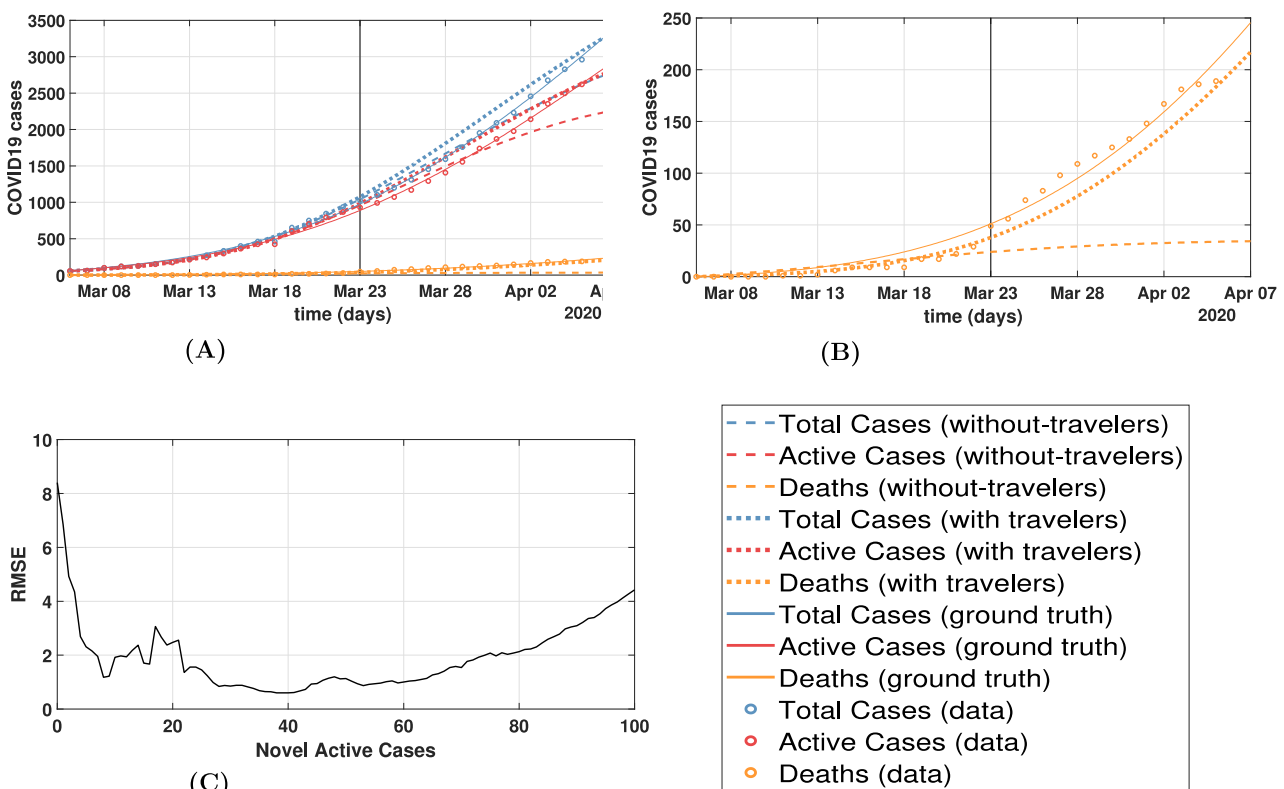 3500
3000
2500
2000
1500
1000
500
0
COVID19 cases
Mar 08 Mar 13 Mar 18 Mar 23 Mar 28 Apr 02 A
time (days) 2020
(A)
250
200
150
100
50
0
COVID19 cases
Mar 08 Mar 13 Mar 18 Mar 23 Mar 28 Apr 02 Apr 07
time (days) 2020
(B)
10
8
6
4
2
0
RMSE
0 20 40 60 80 100
Novel Active Cases
(C)
Total Cases (without-travelers)
Active Cases (without-travelers)
Deaths (without-travelers)
Total Cases (with travelers)
Active Cases (with travelers)
Deaths (with travelers)
Total Cases (ground truth)
Active Cases (ground truth)
Deaths (ground truth)
Total Cases (data)
Active Cases (data)
Deaths (data)